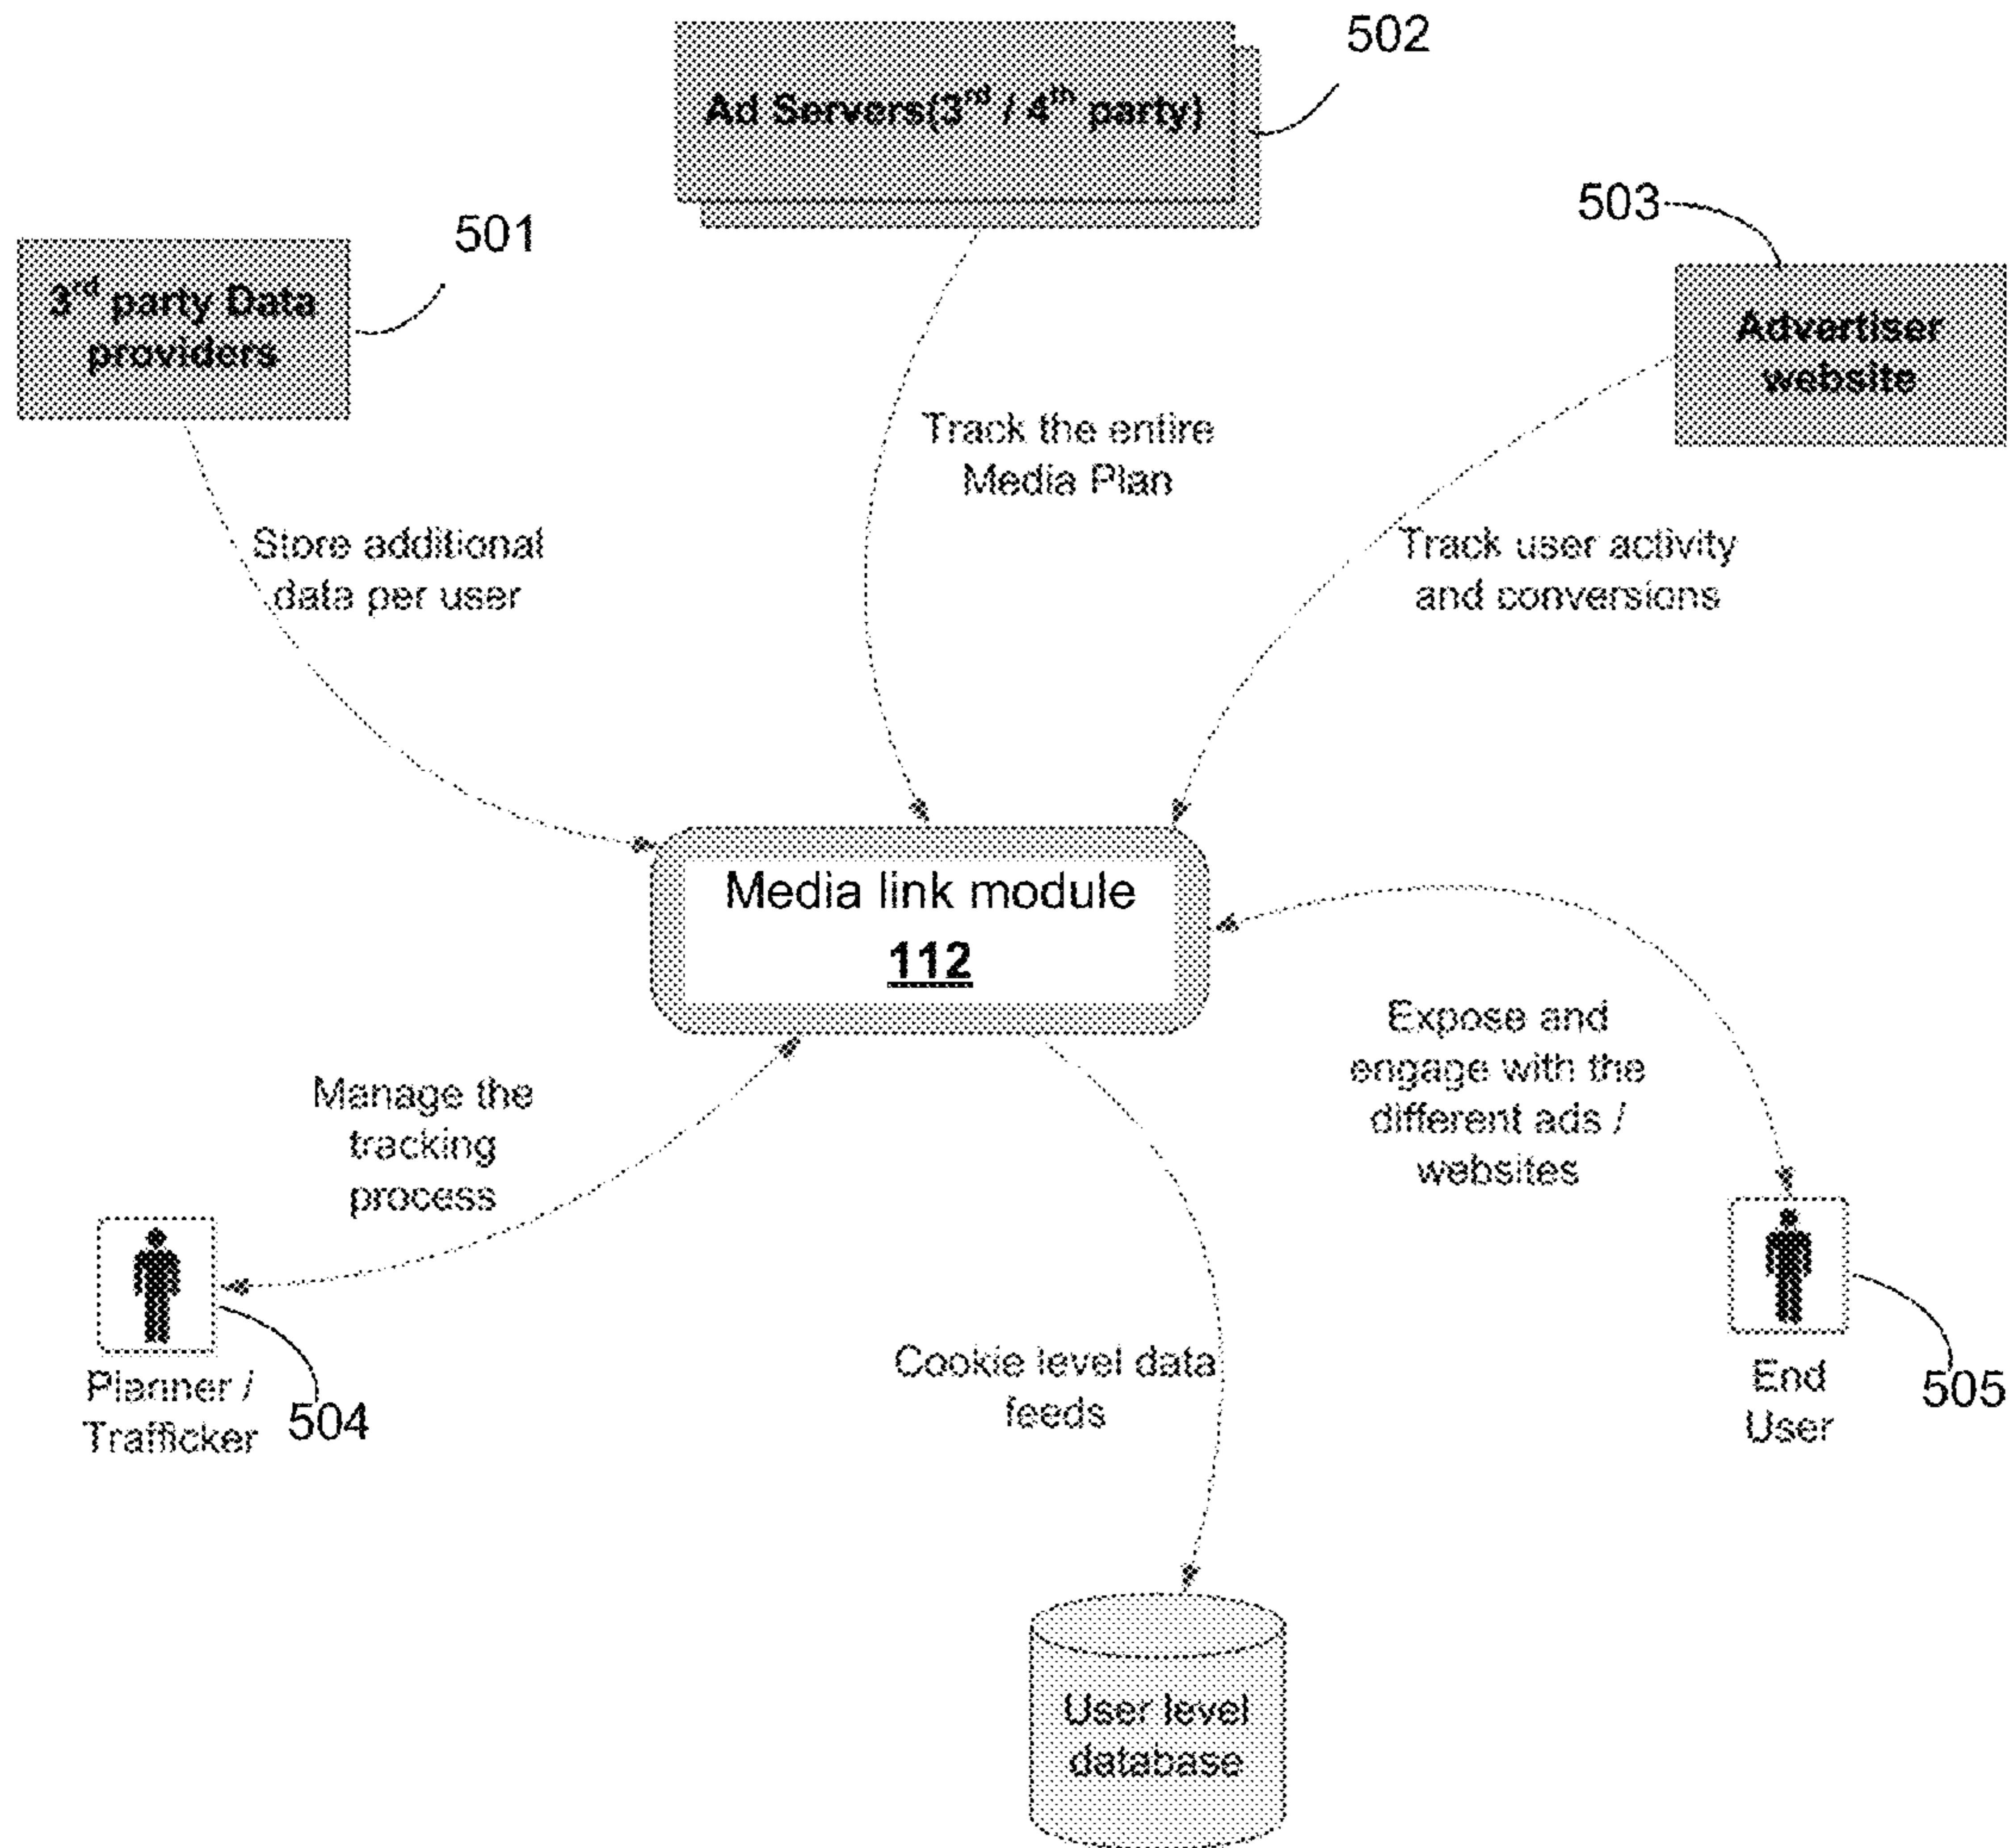 502
Ad Servers(3rd / 4th party)
503
501
3rd party Data
providers
Advertiser
website
Track the entire
Media Plan
Store additional
data per user
Track user activity
and conversions
Media link module
112
Expose and
engage with the
different ads /
websites
Manage the
tracking
process
Planner /
Trafficker
504
Cookie level data
feeds
End
User
505
User level
database